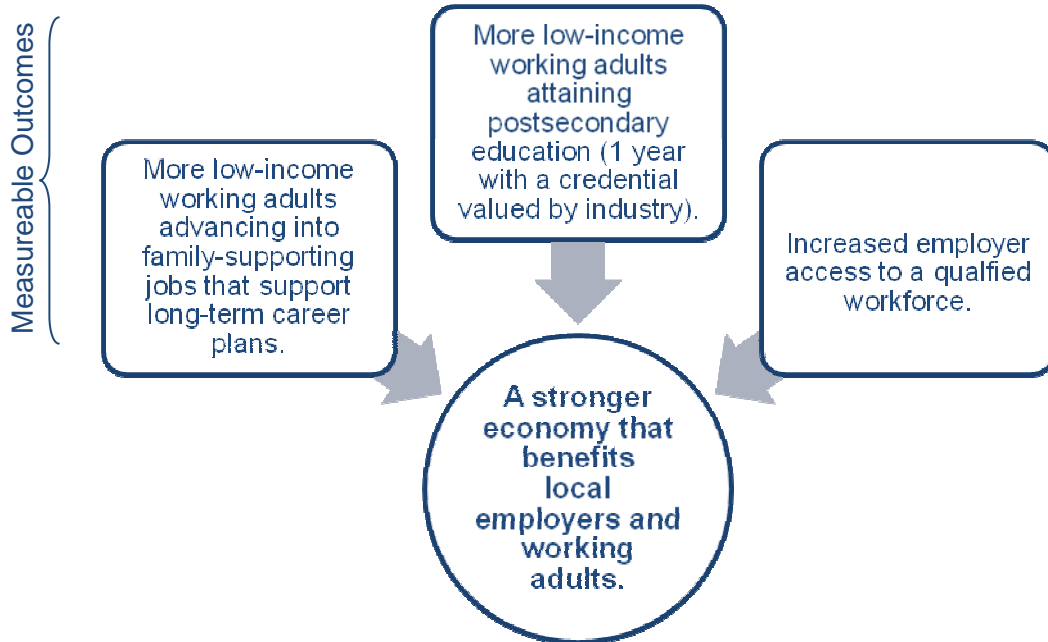 Measureable Outcomes
More low-income
working adults
advancing into
family-supporting
jobs that support
long-term career
plans.
More low-income
working adults
attaining
postsecondary
education (1 year
with a credential
valued by industry).
Increased employer
access to a qualfied
workforce.
A stronger
economy that
benefits
local
employers and
working
adults.